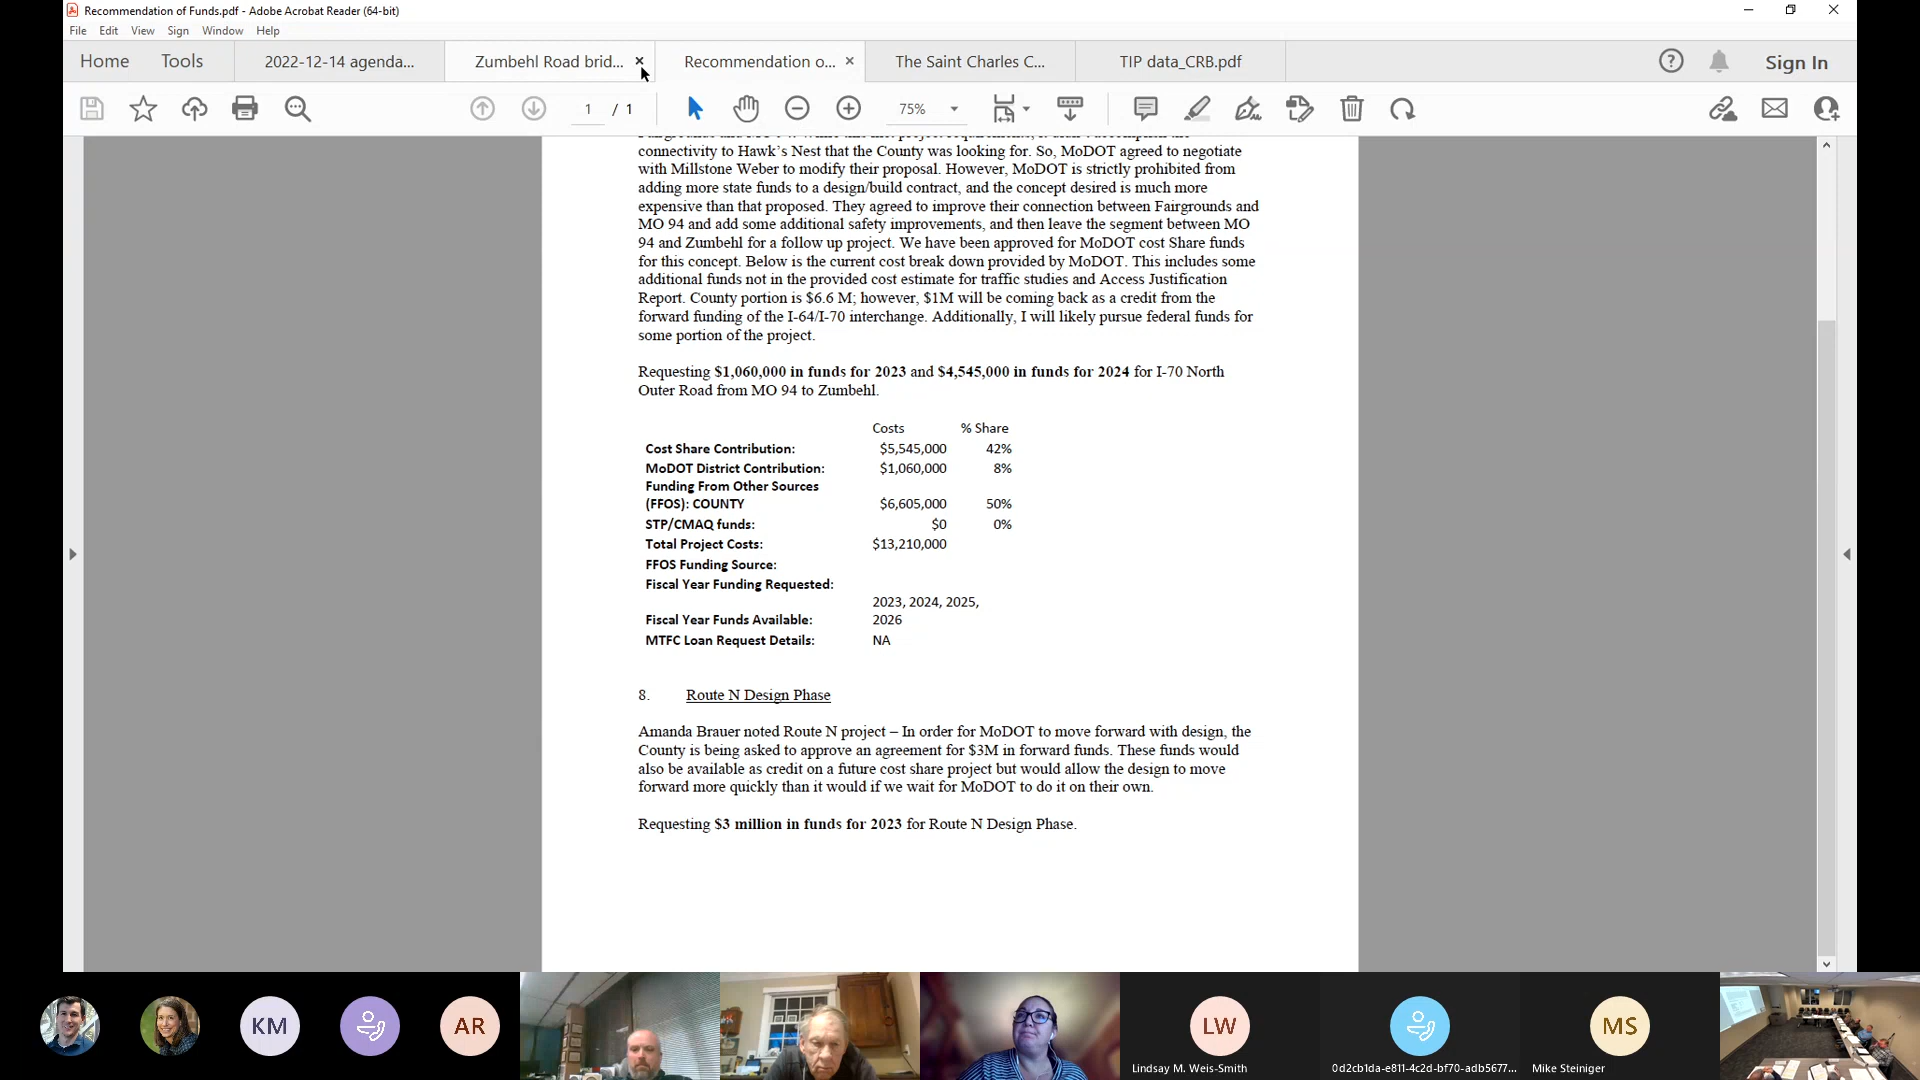 Recommendation of Funds.pdf - Adobe Acrobat Reader (64-bit)
File Edit View Sign Window Help
Home Tools 2022-12-14 agenda... Zumbehl Road brid... Recommendation o... The Saint Charles C... TIP data_CRB.pdf Sign In
1 / 1 75%
connectivity to Hawk's Nest that the County was looking for. So, MoDOT agreed to negotiate
with Millstone Weber to modify their proposal. However, MoDOT is strictly prohibited from
adding more state funds to a design/build contract, and the concept desired is much more
expensive than that proposed. They agreed to improve their connection between Fairgrounds and
MO 94 and add some additional safety improvements, and then leave the segment between MO
94 and Zumbehl for a follow up project. We have been approved for MoDOT cost Share funds
for this concept. Below is the current cost break down provided by MoDOT. This includes some
additional funds not in the provided cost estimate for traffic studies and Access Justification
Report. County portion is $6.6 M; however, $1M will be coming back as a credit from the
forward funding of the I-64/I-70 interchange. Additionally, I will likely pursue federal funds for
some portion of the project.
Requesting $1,060,000 in funds for 2023 and $4,545,000 in funds for 2024 for I-70 North
Outer Road from MO 94 to Zumbehl.
Costs % Share
Cost Share Contribution: $5,545,000 42%
MoDOT District Contribution: $1,060,000 8%
Funding From Other Sources
(FFOS): COUNTY $6,605,000 50%
STP/CMAQ funds: $0 0%
Total Project Costs: $13,210,000
FFOS Funding Source:
Fiscal Year Funding Requested:
2023, 2024, 2025,
Fiscal Year Funds Available: 2026
MTFC Loan Request Details: NA
8. Route N Design Phase
Amanda Brauer noted Route N project – In order for MoDOT to move forward with design, the
County is being asked to approve an agreement for $3M in forward funds. These funds would
also be available as credit on a future cost share project but would allow the design to move
forward more quickly than it would if we wait for MoDOT to do it on their own.
Requesting $3 million in funds for 2023 for Route N Design Phase.
KM AR LW MS
Lindsay M. Weis-Smith 0d2cb1da-e811-4c2d-bf70-adb5677... Mike Steiniger